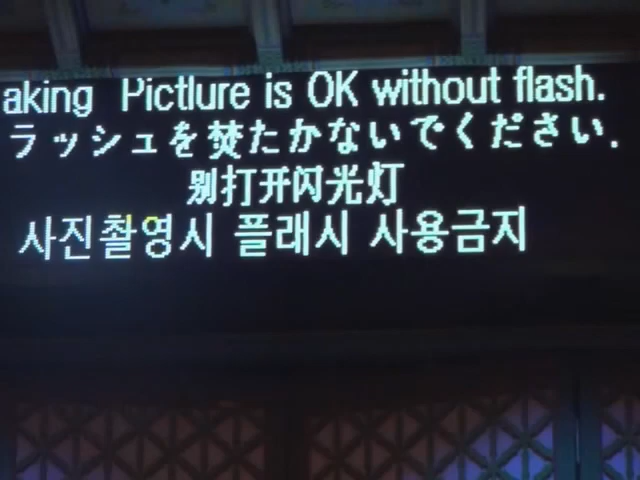 aking Pictlure is OK without flash.
ラッシュを焚たかないでください.
别打开闪光灯
사진촬영시 플래시 사용금지